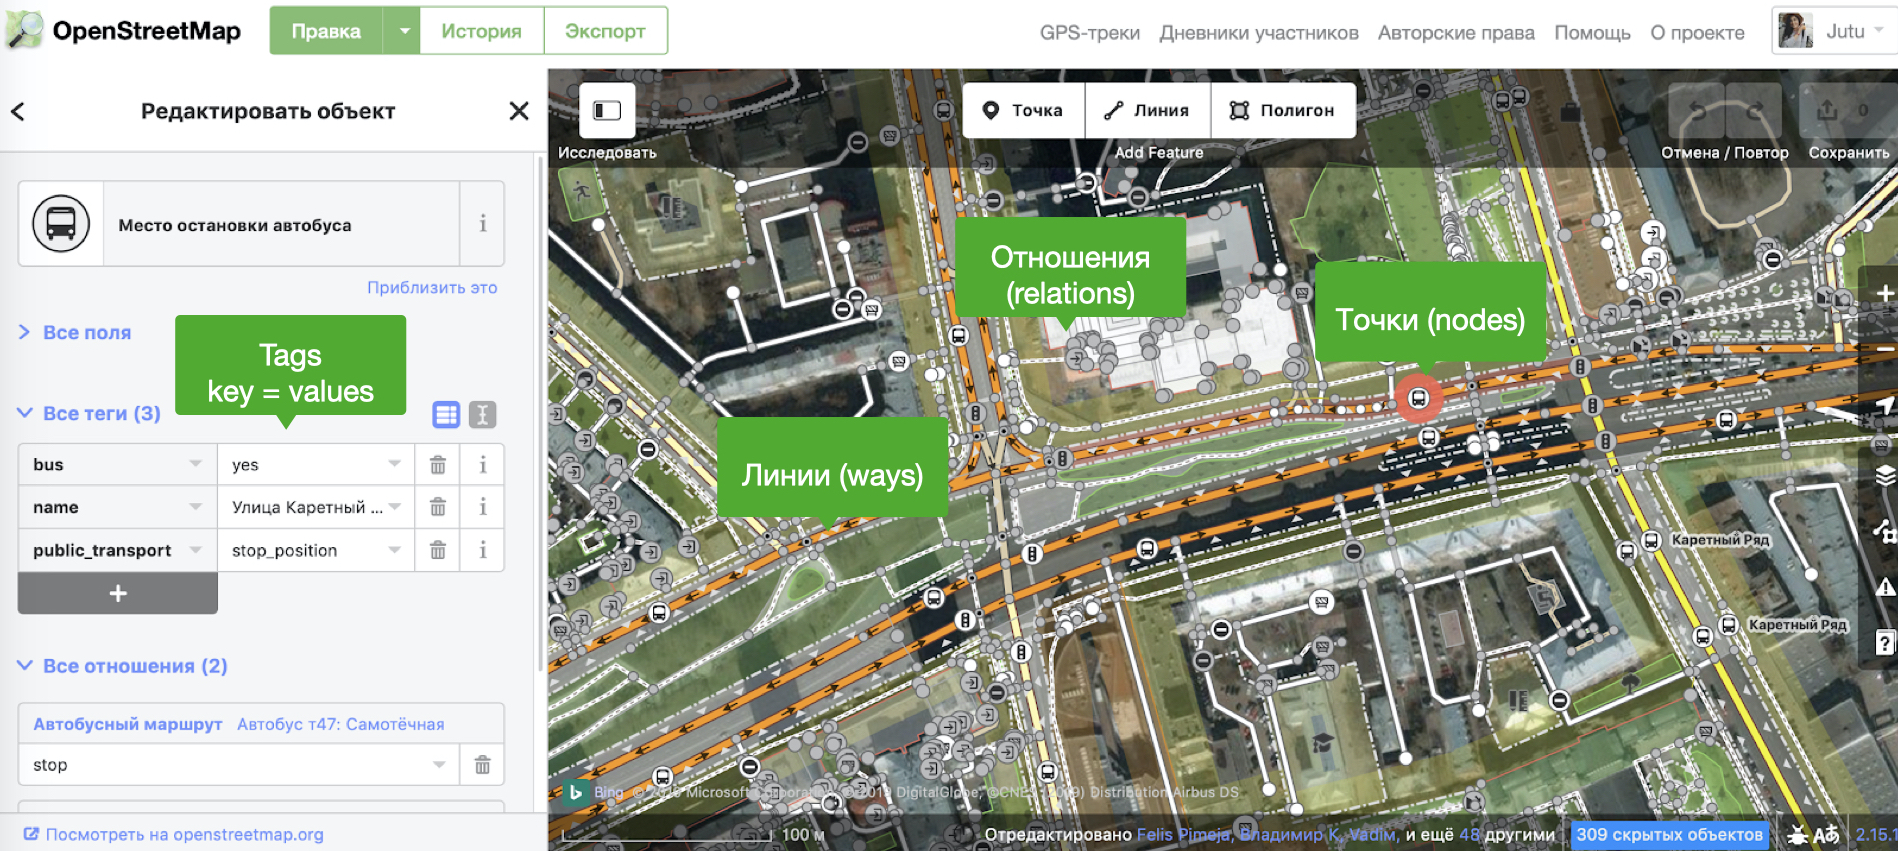 OpenStreetMap
Правка
История
Экспорт
GPS-треки
Дневники участников
Авторские права
Помощь
О проекте
Jutu
Редактировать объект
Точка
Линия
Полигон
0
Исследовать
Add Feature
Отмена / Повтор
Сохранить
Место остановки автобуса
i
Приблизить это
Все поля
Tags
key = values
Отношения
(relations)
Точки (nodes)
Линии (ways)
Все теги (3)
bus
yes
i
name
Улица Каретный ...
i
public_transport
stop_position
i
+
Каретный Ряд
Каретный Ряд
Все отношения (2)
Автобусный маршрут Автобус т47: Самотёчная
stop
Посмотреть на openstreetmap.org
Bing
Microsoft
DigitalGlobe, ©CNES (2019) Distribution Airbus DS
100 м
Отредактировано Felis Pimeja, Владимир К, Vadim, и ещё 48 другими
309 скрытых объектов
2.15.1